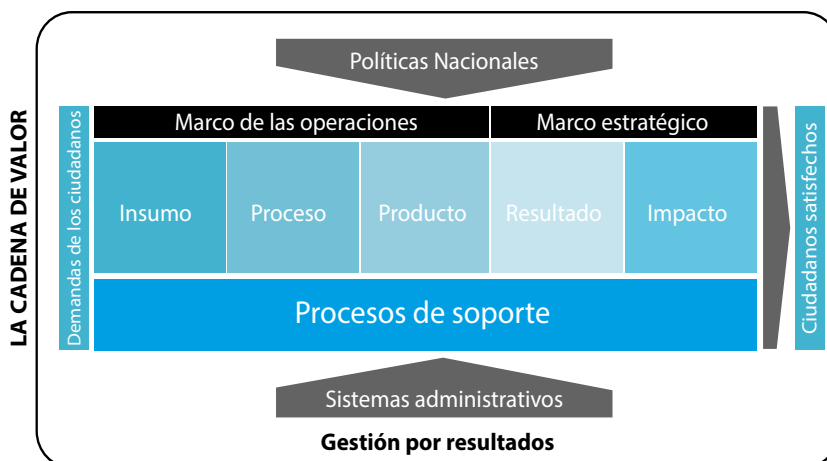 Políticas Nacionales
LA CADENA DE VALOR
Demandas de los ciudadanos
Marco de las operaciones
Marco estratégico
Insumo
Proceso
Producto
Resultado
Impacto
Ciudadanos satisfechos
Procesos de soporte
Sistemas administrativos
Gestión por resultados